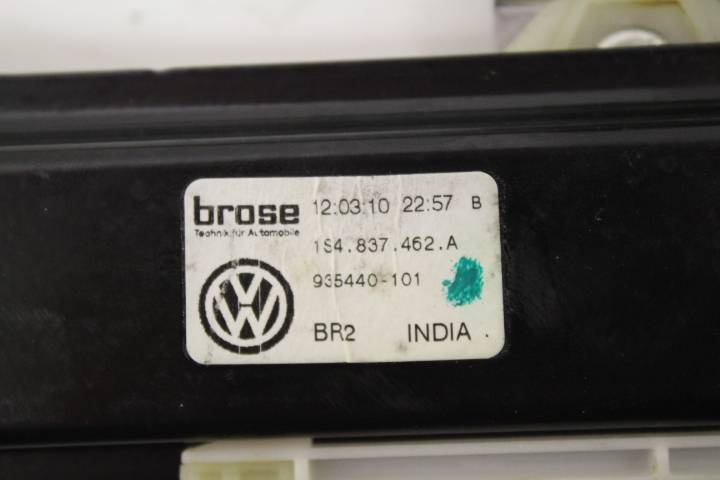 brose 12:03:10 22:57 B
Technik für Automobile
1S4.837.462.A
935440-101
BR2 INDIA .